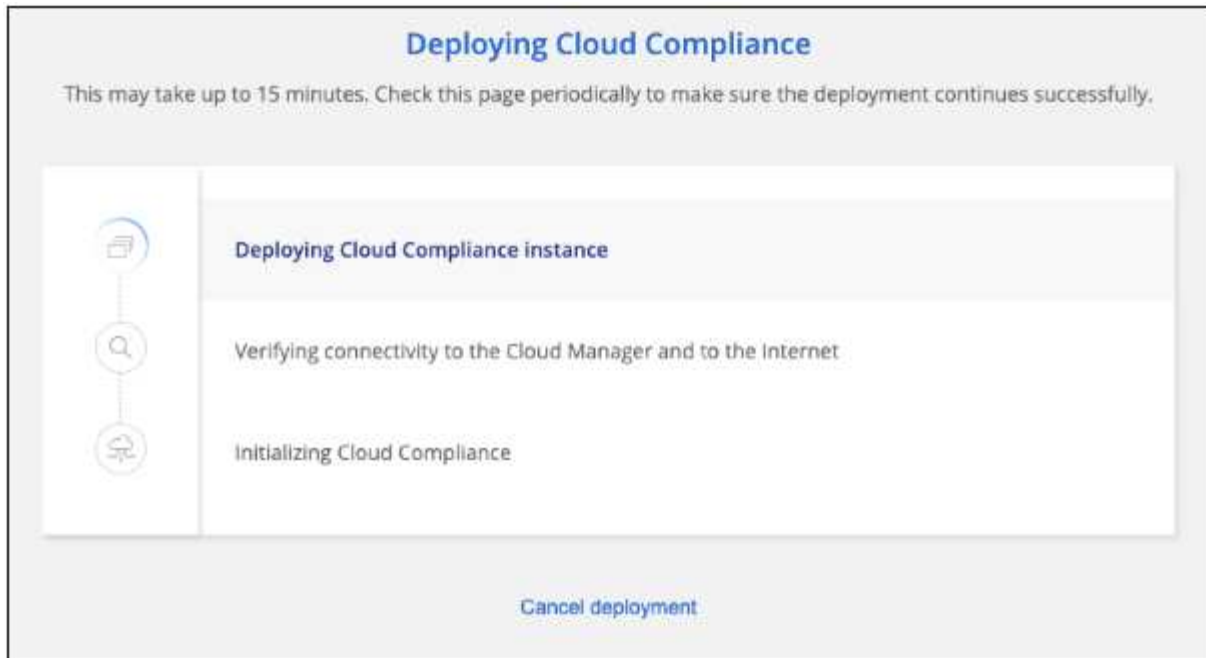 Deploying Cloud Compliance
This may take up to 15 minutes. Check this page periodically to make sure the deployment continues successfully.
Deploying Cloud Compliance instance
Verifying connectivity to the Cloud Manager and to the Internet
Initializing Cloud Compliance
Cancel deployment